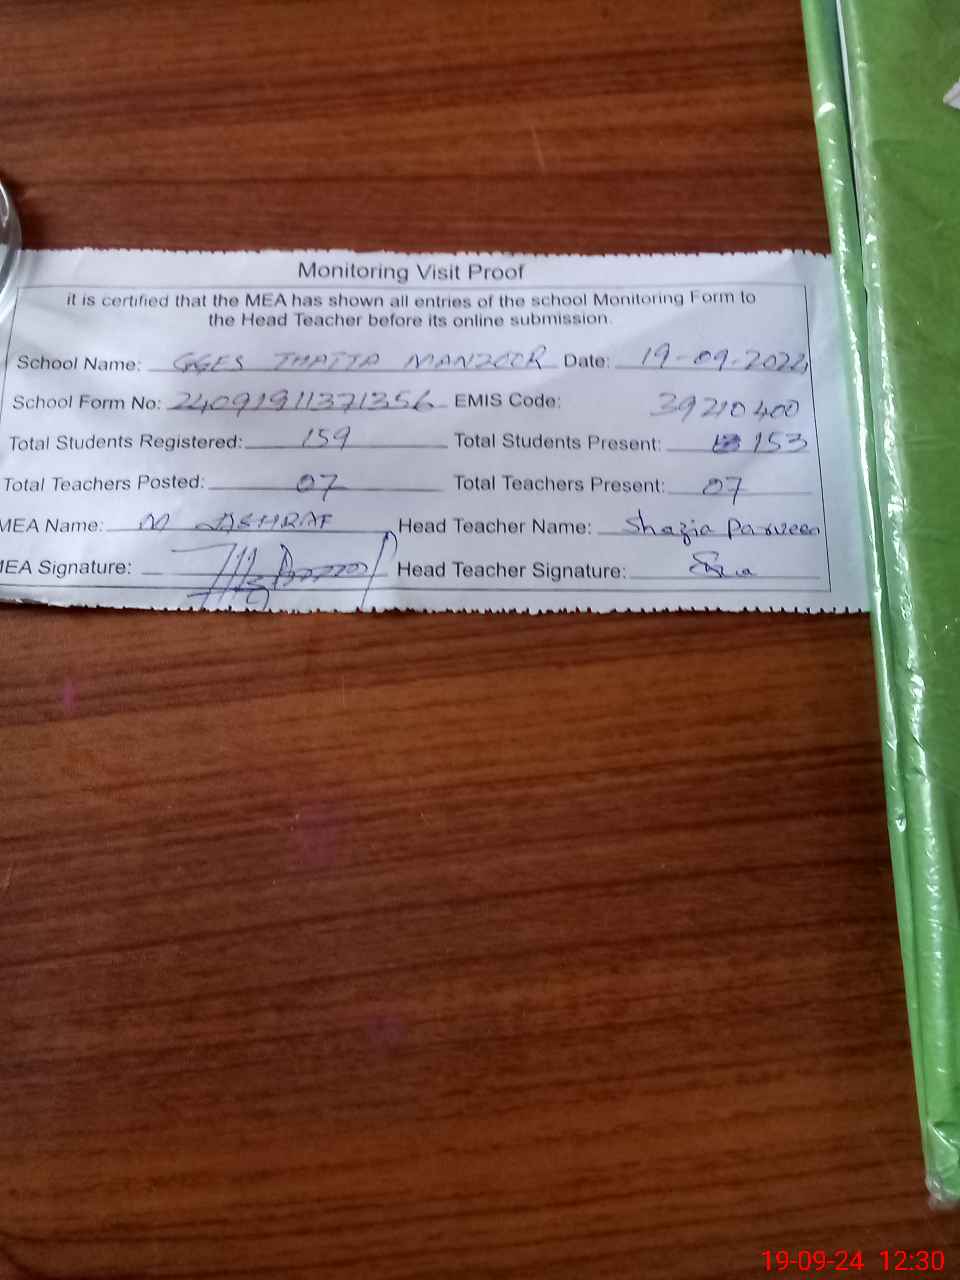 Monitoring Visit Proof
it is certified that the MEA has shown all entries of the school Monitoring Form to
the Head Teacher before its online submission.
School Name: GGES THATTA MANZOOR Date: 19-09-2024
School Form No: 24091911371356 EMIS Code: 39210400
Total Students Registered: 159 Total Students Present: 153
Total Teachers Posted: 07 Total Teachers Present: 07
MEA Name: M ASHRAF Head Teacher Name: Shazia Parveen
MEA Signature: Head Teacher Signature:
19-09-24 12:30